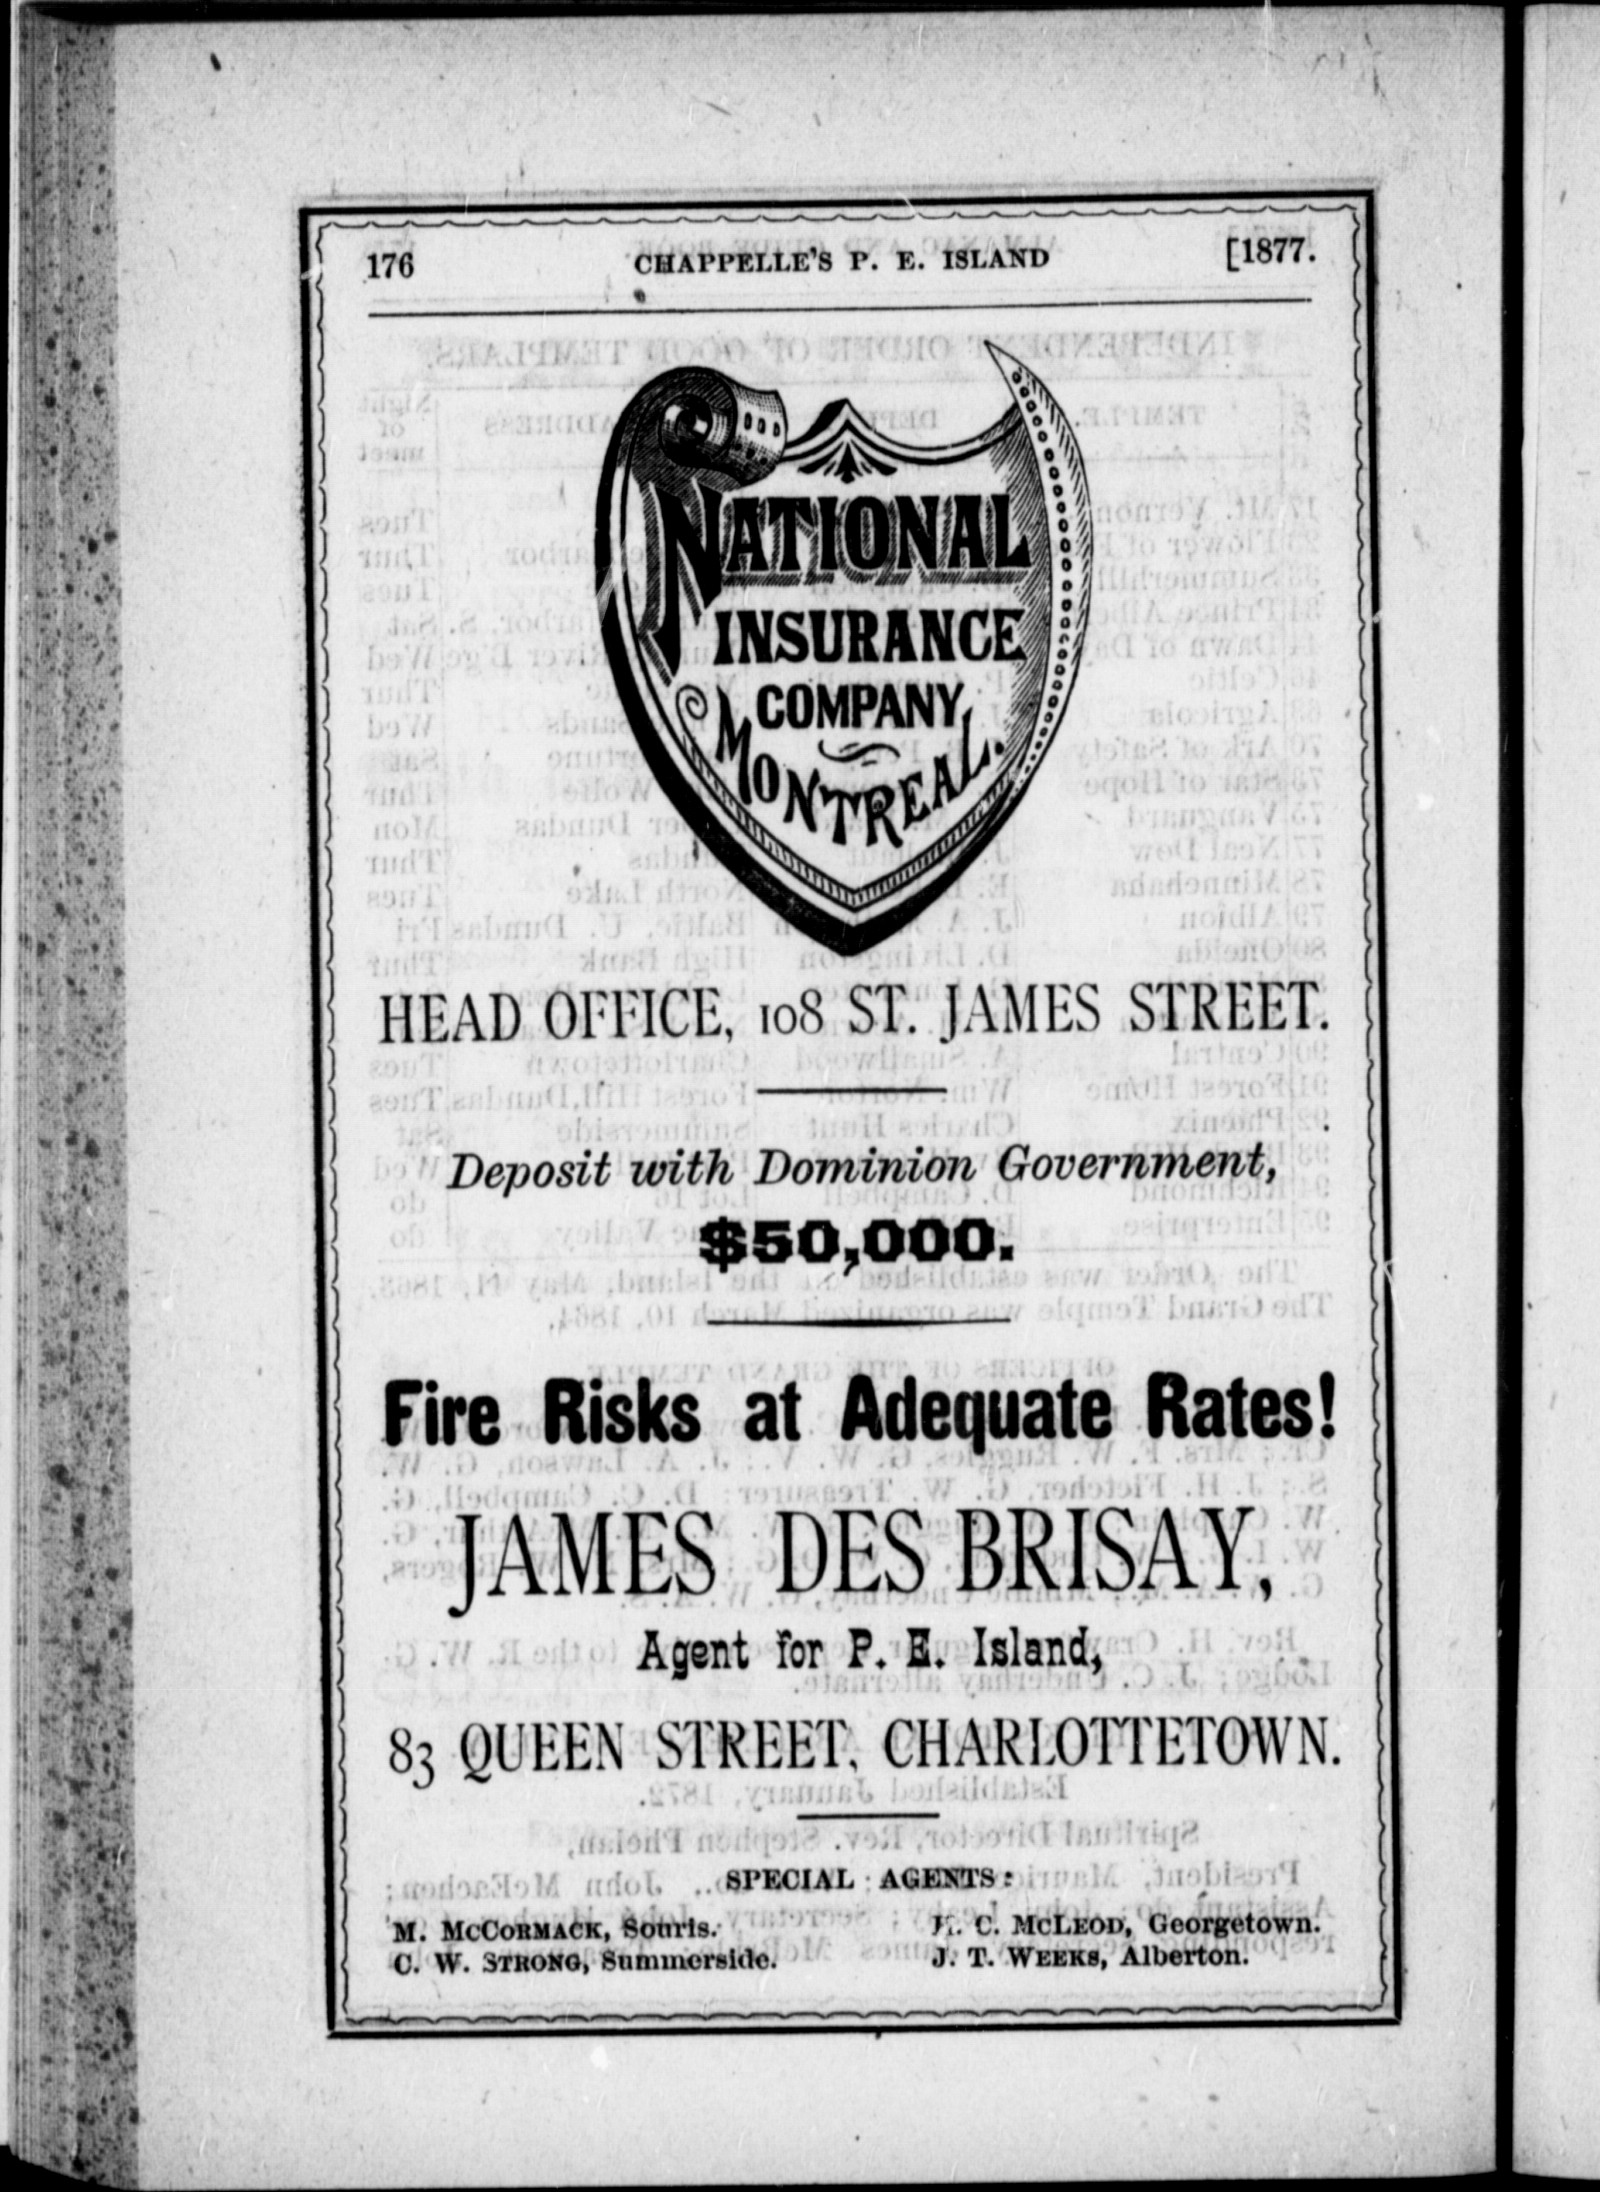 176 CHAPPELLE'S P. E. ISLAND [1877.
NATIONAL
INSURANCE
COMPANY,
MONTREAL.
HEAD OFFICE, 108 ST. JAMES STREET.
Deposit with Dominion Government,
$50,000.
Fire Risks at Adequate Rates!
JAMES DES BRISAY,
Agent for P. E. Island,
83 QUEEN STREET, CHARLOTTETOWN.
SPECIAL AGENTS:
M. McCORMACK, Souris. C. McLEOD, Georgetown.
C. W. STRONG, Summerside. J. T. WEEKS, Alberton.